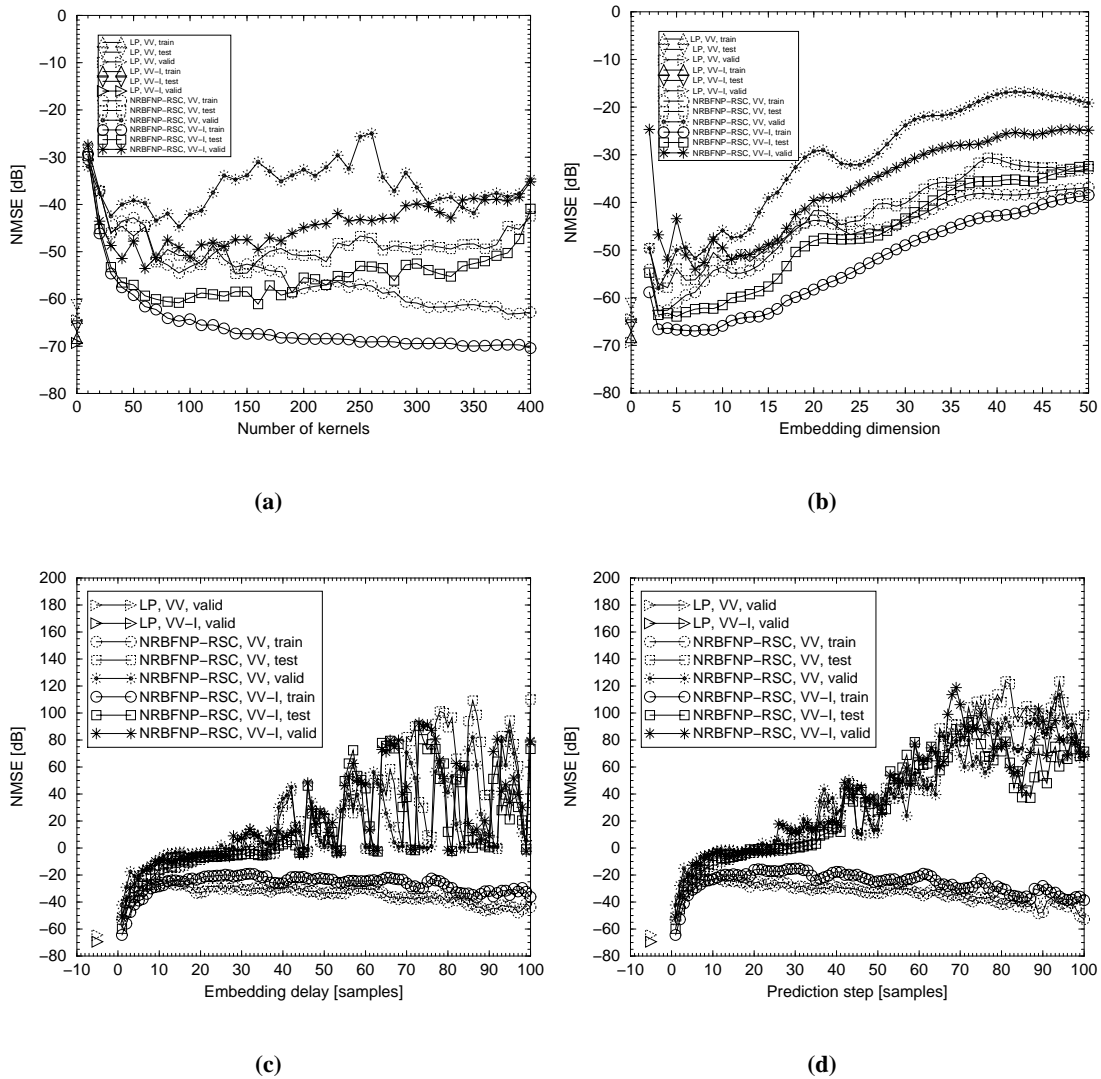 0
−10
−20
−30
−40
−50
−60
−70
−80
NMSE [dB]
LP, VV, train
LP, VV, test
LP, VV, valid
LP, VV−I, train
LP, VV−I, test
LP, VV−I, valid
NRBFNP−RSC, VV, train
NRBFNP−RSC, VV, test
NRBFNP−RSC, VV, valid
NRBFNP−RSC, VV−I, train
NRBFNP−RSC, VV−I, test
NRBFNP−RSC, VV−I, valid
0 50 100 150 200 250 300 350 400
Number of kernels
(a)
0
−10
−20
−30
−40
−50
−60
−70
−80
NMSE [dB]
LP, VV, train
LP, VV, test
LP, VV, valid
LP, VV−I, train
LP, VV−I, test
LP, VV−I, valid
NRBFNP−RSC, VV, train
NRBFNP−RSC, VV, test
NRBFNP−RSC, VV, valid
NRBFNP−RSC, VV−I, train
NRBFNP−RSC, VV−I, test
NRBFNP−RSC, VV−I, valid
0 5 10 15 20 25 30 35 40 45 50
Embedding dimension
(b)
200
180
160
140
120
100
80
60
40
20
0
−20
−40
−60
−80
NMSE [dB]
LP, VV, valid
LP, VV−I, valid
NRBFNP−RSC, VV, train
NRBFNP−RSC, VV, test
NRBFNP−RSC, VV, valid
NRBFNP−RSC, VV−I, train
NRBFNP−RSC, VV−I, test
NRBFNP−RSC, VV−I, valid
−10 0 10 20 30 40 50 60 70 80 90 100
Embedding delay [samples]
(c)
200
180
160
140
120
100
80
60
40
20
0
−20
−40
−60
−80
NMSE [dB]
LP, VV, valid
LP, VV−I, valid
NRBFNP−RSC, VV, train
NRBFNP−RSC, VV, test
NRBFNP−RSC, VV, valid
NRBFNP−RSC, VV−I, train
NRBFNP−RSC, VV−I, test
NRBFNP−RSC, VV−I, valid
−10 0 10 20 30 40 50 60 70 80 90 100
Prediction step [samples]
(d)